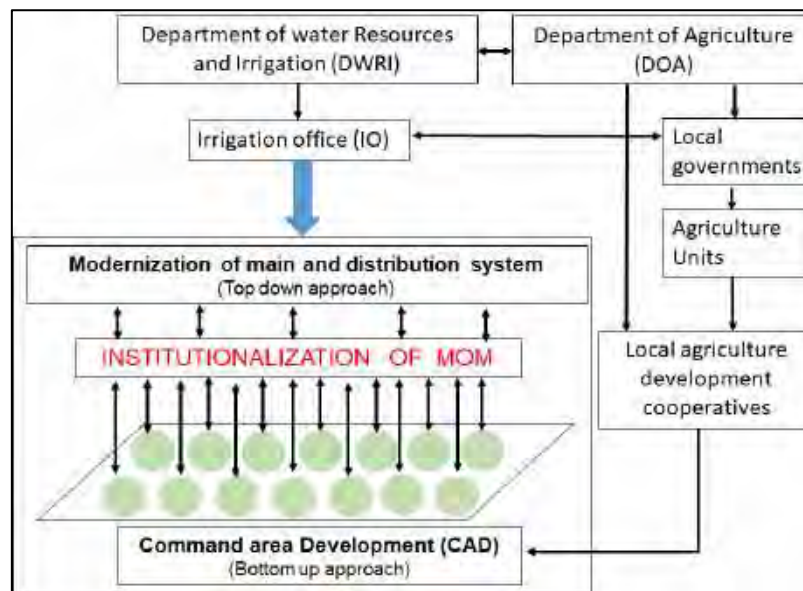 Department of water Resources
and Irrigation (DWRI)
Department of Agriculture
(DOA)
Irrigation office (IO)
Local
governments
Agriculture
Units
Modernization of main and distribution system
(Top down approach)
INSTITUTIONALIZATION OF MOM
Local agriculture
development
cooperatives
Command area Development (CAD)
(Bottom up approach)